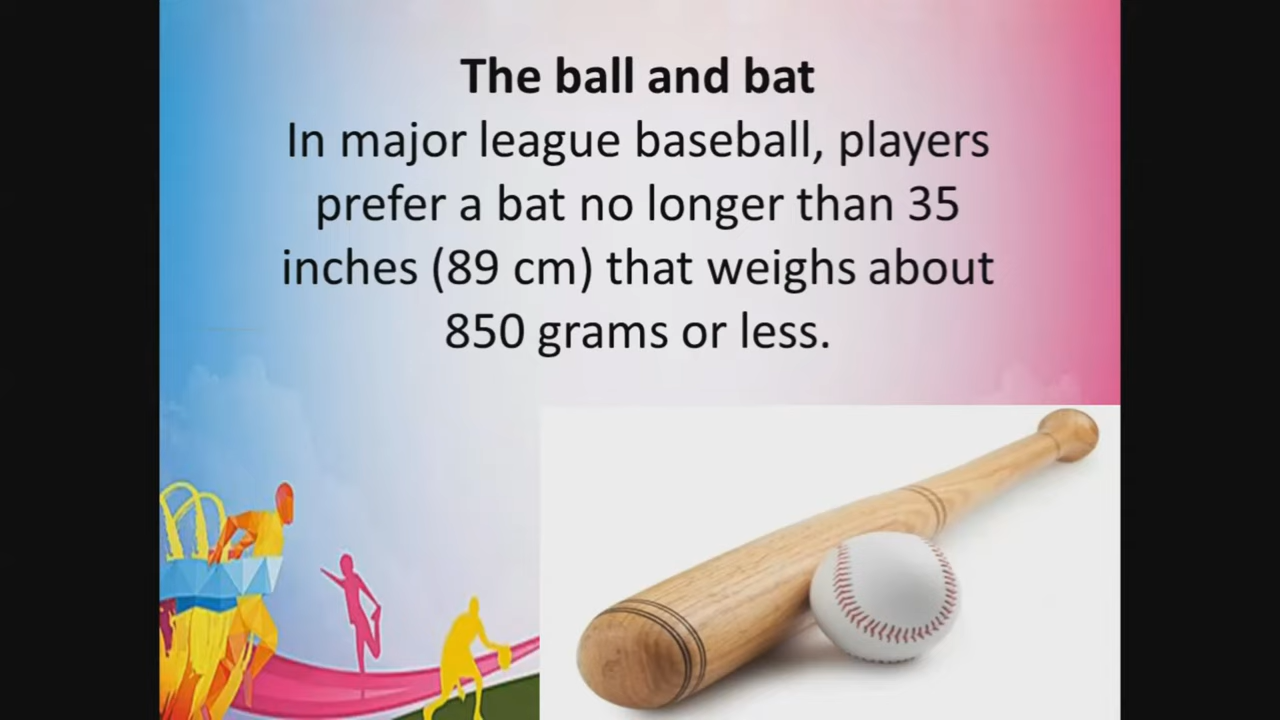 The ball and bat
In major league baseball, players
prefer a bat no longer than 35
inches (89 cm) that weighs about
850 grams or less.